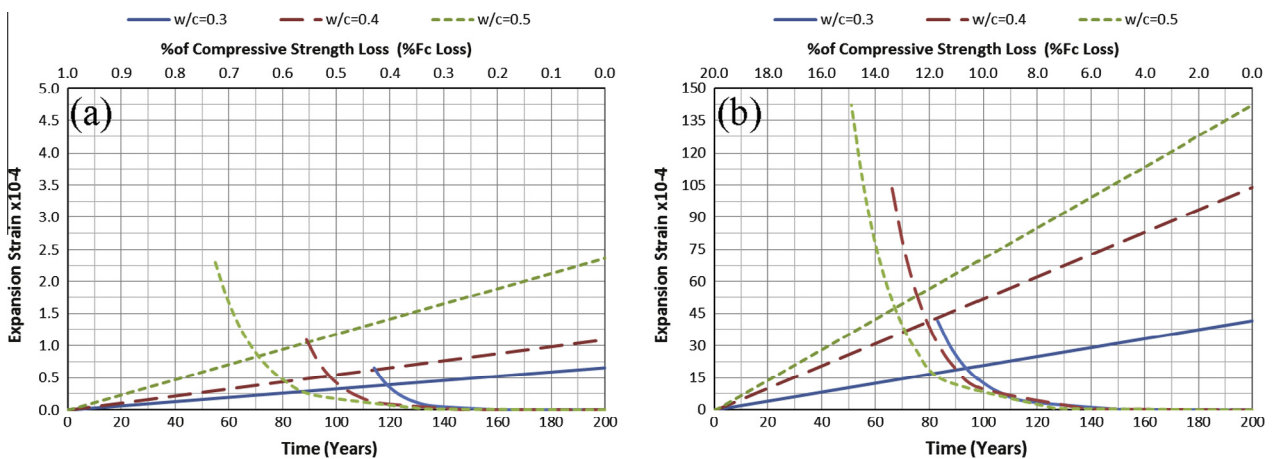 w/c=0.3 w/c=0.4 w/c=0.5
%of Compressive Strength Loss (%Fc Loss)
1.0 0.9 0.8 0.7 0.6 0.5 0.4 0.3 0.2 0.1 0.0
(a)
Expansion Strain x10-4
5.0
4.5
4.0
3.5
3.0
2.5
2.0
1.5
1.0
0.5
0.0
0 20 40 60 80 100 120 140 160 180 200
Time (Years)
w/c=0.3 w/c=0.4 w/c=0.5
%of Compressive Strength Loss (%Fc Loss)
20.0 18.0 16.0 14.0 12.0 10.0 8.0 6.0 4.0 2.0 0.0
(b)
Expansion Strain x10-4
150
135
120
105
90
75
60
45
30
15
0
0 20 40 60 80 100 120 140 160 180 200
Time (Years)